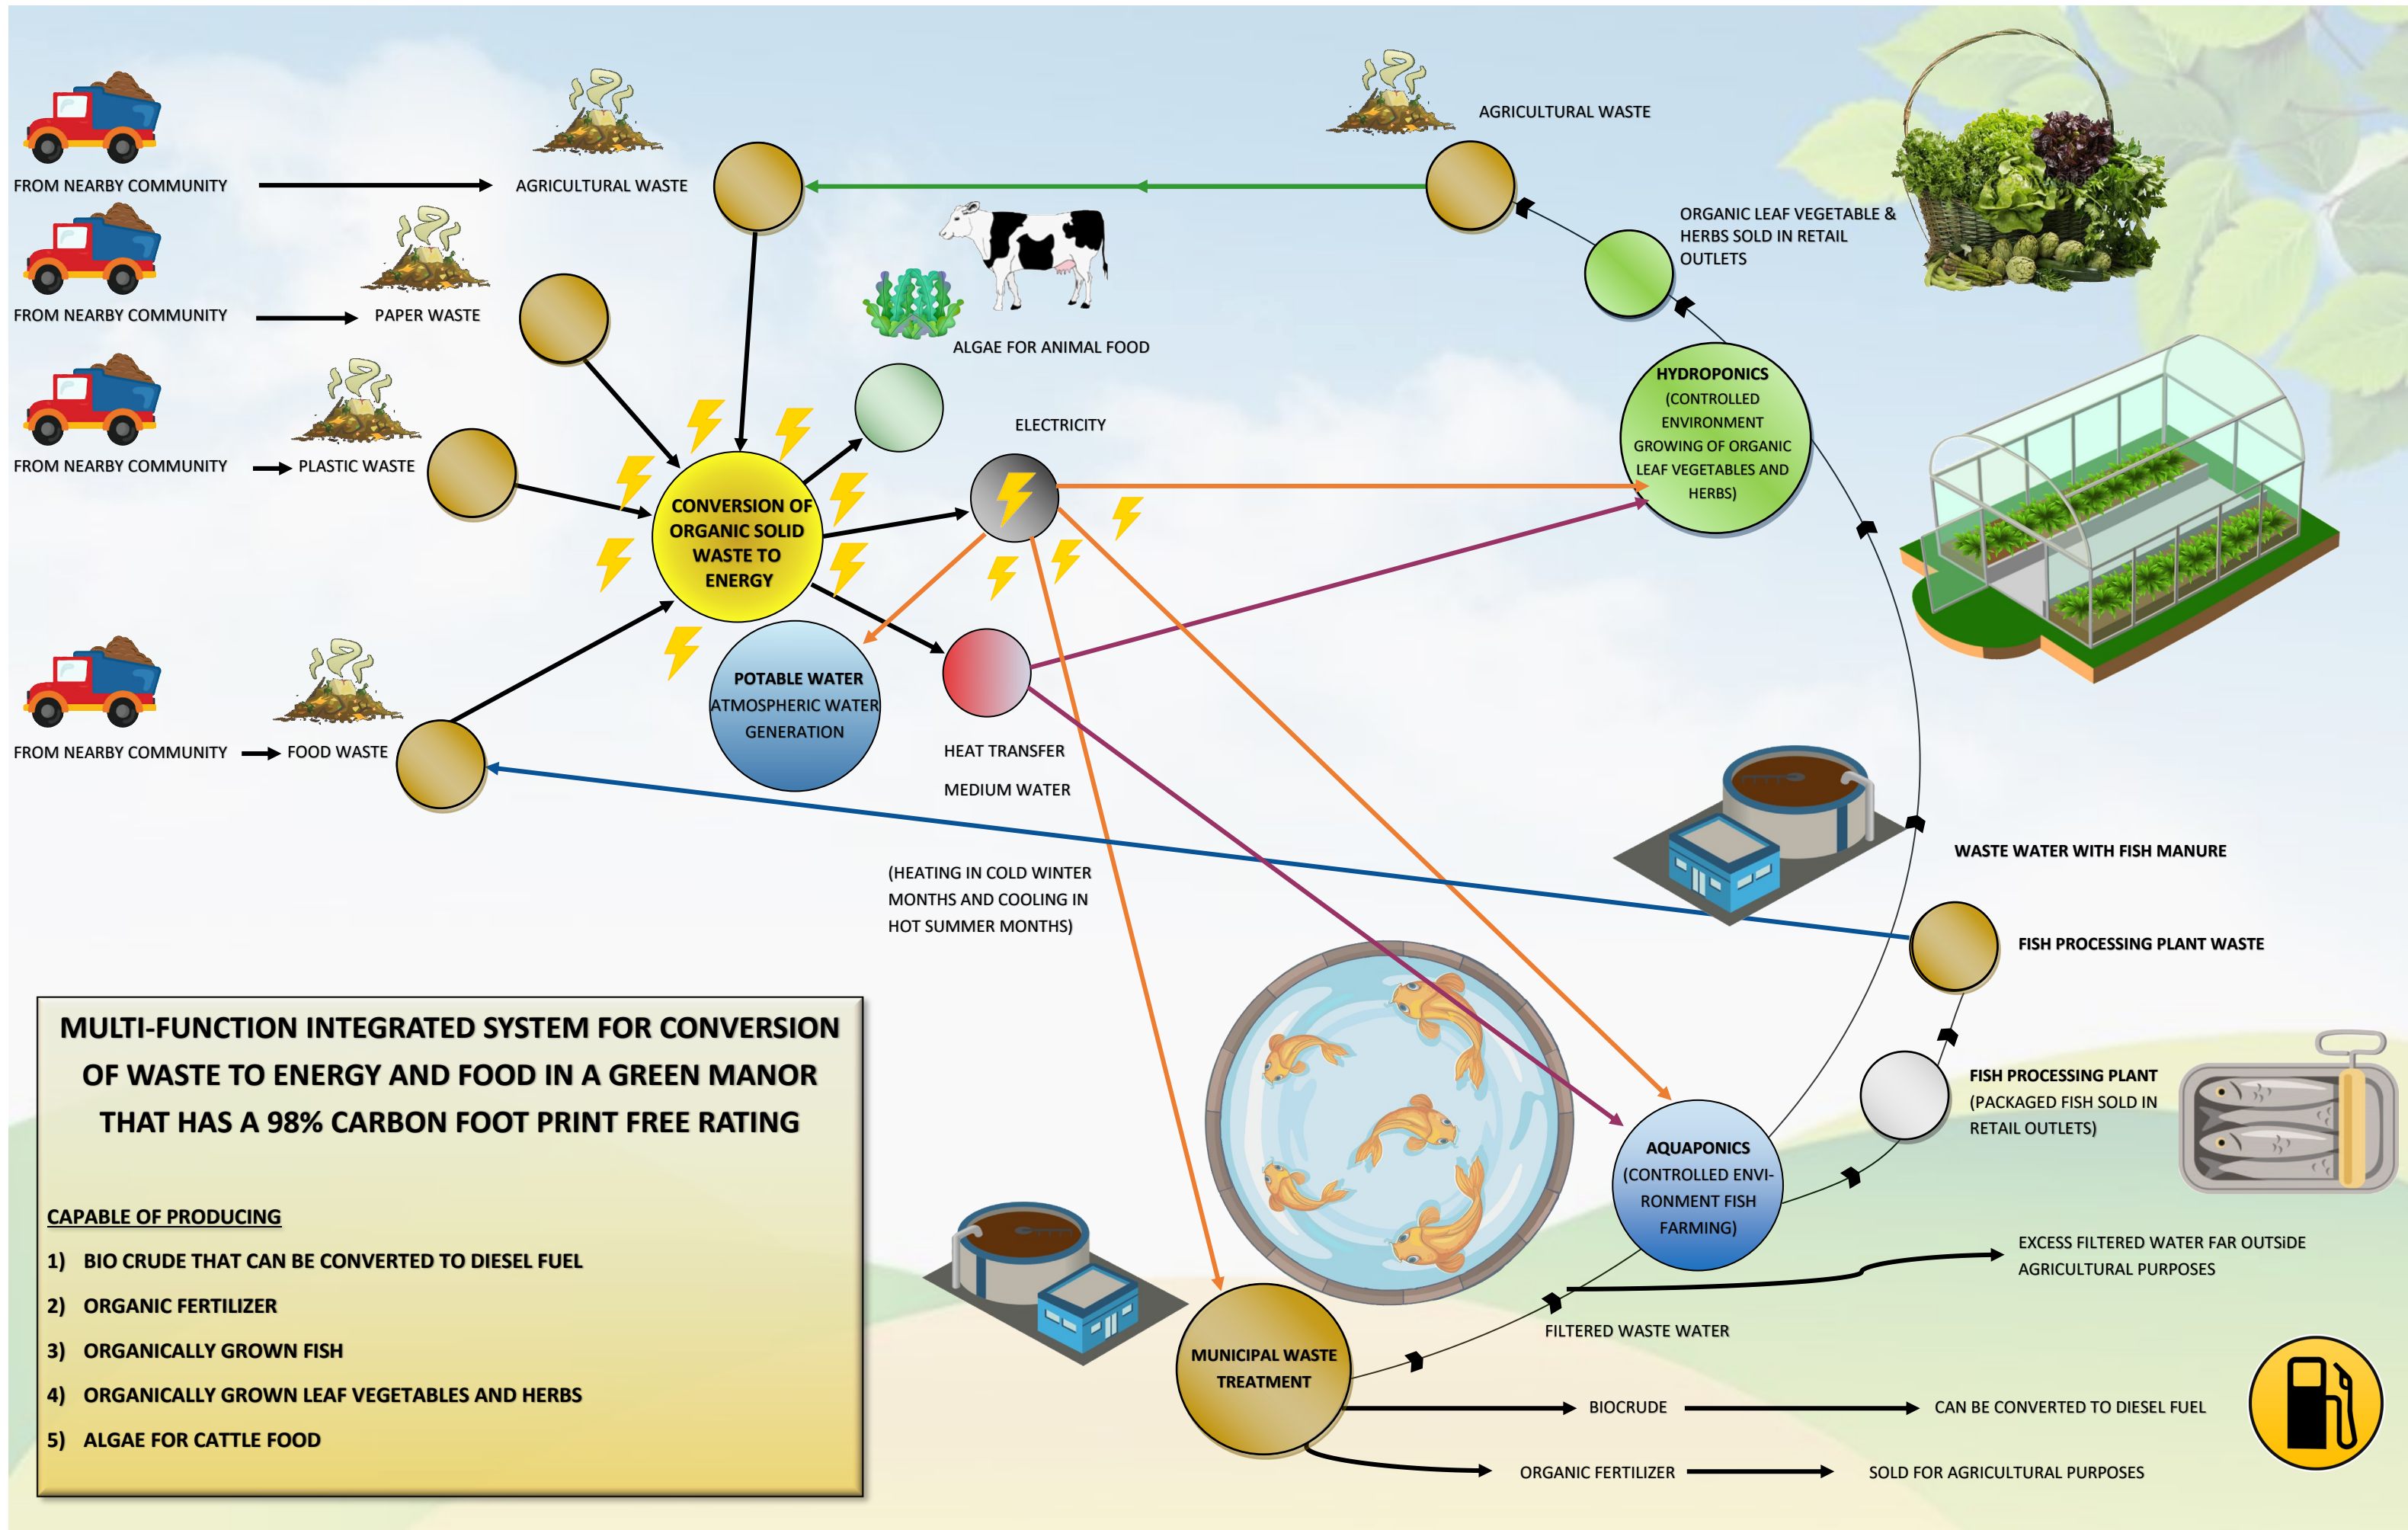 AGRICULTURAL WASTE
FROM NEARBY COMMUNITY
AGRICULTURAL WASTE
ORGANIC LEAF VEGETABLE &
HERBS SOLD IN RETAIL
OUTLETS
FROM NEARBY COMMUNITY
PAPER WASTE
ALGAE FOR ANIMAL FOOD
HYDROPONICS
(CONTROLLED
ENVIRONMENT
GROWING OF ORGANIC
LEAF VEGETABLES AND
HERBS)
ELECTRICITY
FROM NEARBY COMMUNITY
PLASTIC WASTE
CONVERSION OF
ORGANIC SOLID
WASTE TO
ENERGY
POTABLE WATER
ATMOSPHERIC WATER
GENERATION
FROM NEARBY COMMUNITY
FOOD WASTE
HEAT TRANSFER
MEDIUM WATER
(HEATING IN COLD WINTER
MONTHS AND COOLING IN
HOT SUMMER MONTHS)
WASTE WATER WITH FISH MANURE
FISH PROCESSING PLANT WASTE
MULTI-FUNCTION INTEGRATED SYSTEM FOR CONVERSION
OF WASTE TO ENERGY AND FOOD IN A GREEN MANOR
THAT HAS A 98% CARBON FOOT PRINT FREE RATING
CAPABLE OF PRODUCING
1) BIO CRUDE THAT CAN BE CONVERTED TO DIESEL FUEL
2) ORGANIC FERTILIZER
3) ORGANICALLY GROWN FISH
4) ORGANICALLY GROWN LEAF VEGETABLES AND HERBS
5) ALGAE FOR CATTLE FOOD
FISH PROCESSING PLANT
(PACKAGED FISH SOLD IN
RETAIL OUTLETS)
AQUAPONICS
(CONTROLLED ENVI-
RONMENT FISH
FARMING)
EXCESS FILTERED WATER FAR OUTSiDE
AGRICULTURAL PURPOSES
FILTERED WASTE WATER
MUNICIPAL WASTE
TREATMENT
BIOCRUDE
CAN BE CONVERTED TO DIESEL FUEL
ORGANIC FERTILIZER
SOLD FOR AGRICULTURAL PURPOSES